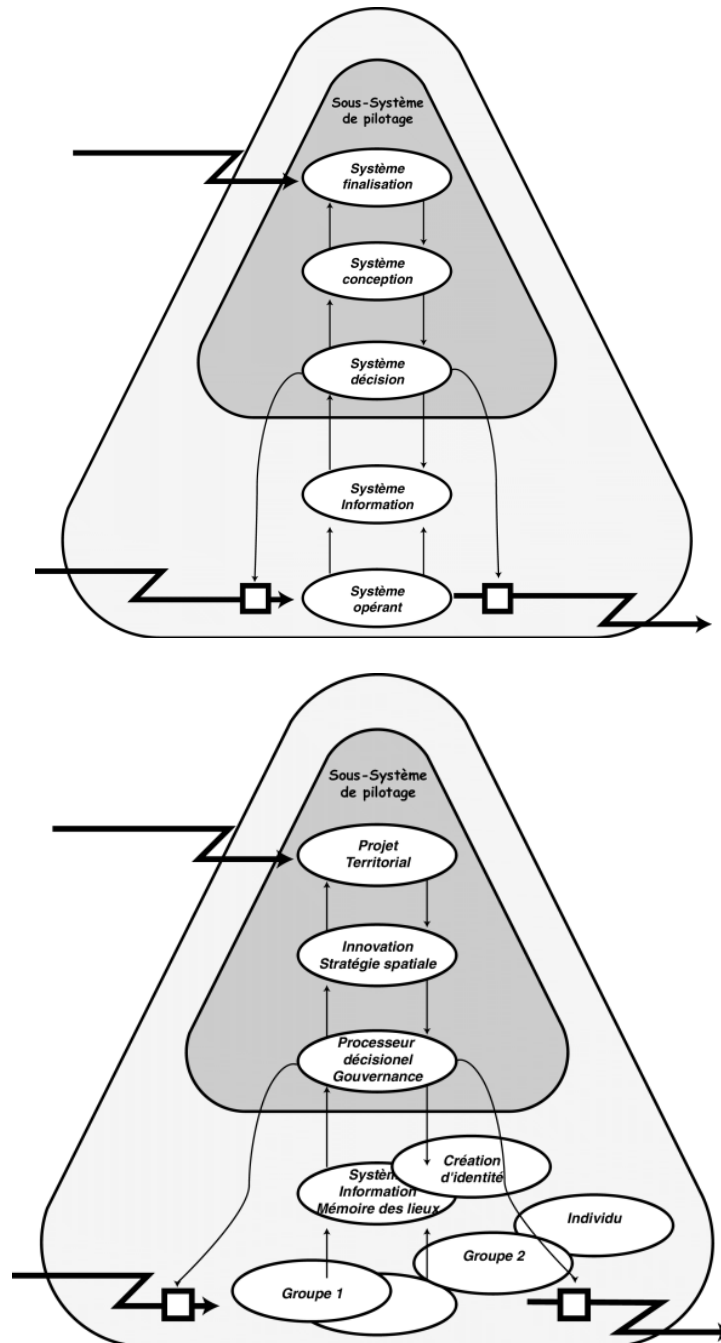 Sous-Système
de pilotage
Système
finalisation
Système
conception
Système
décision
Système
Information
Système
opérant
Sous-Système
de pilotage
Projet
Territorial
Innovation
Stratégie spatiale
Processeur
décisionel
Gouvernance
Création
d'identité
Systèm
Information
Mémoire des lieux
Individu
Groupe 2
Groupe 1